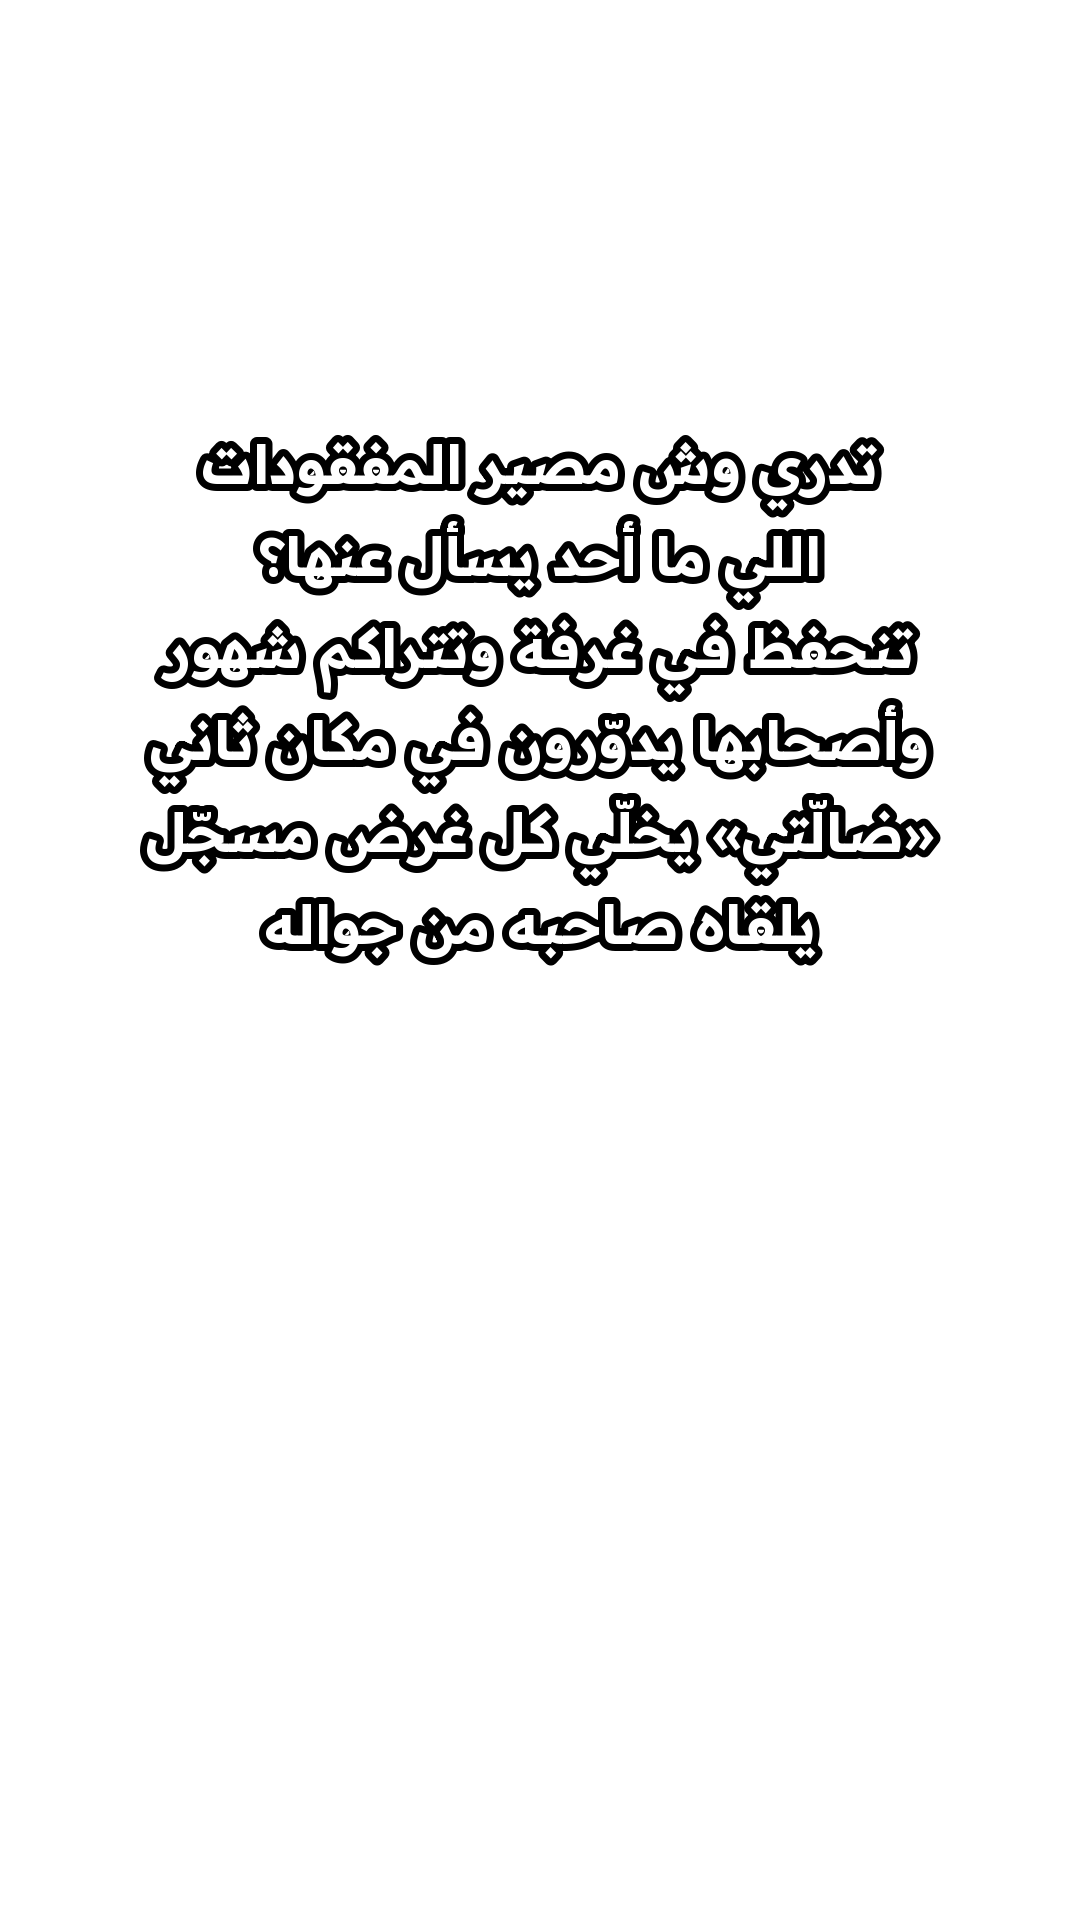 تدري وش مصير المفقودات
اللي ما أحد يسأل عنها؟
تنحفظ في غرفة وتتراكم شهور
وأصحابها يدوّرون في مكان ثاني
«ضالّتي» يخلّي كل غرض مسجّل
يلقاه صاحبه من جواله